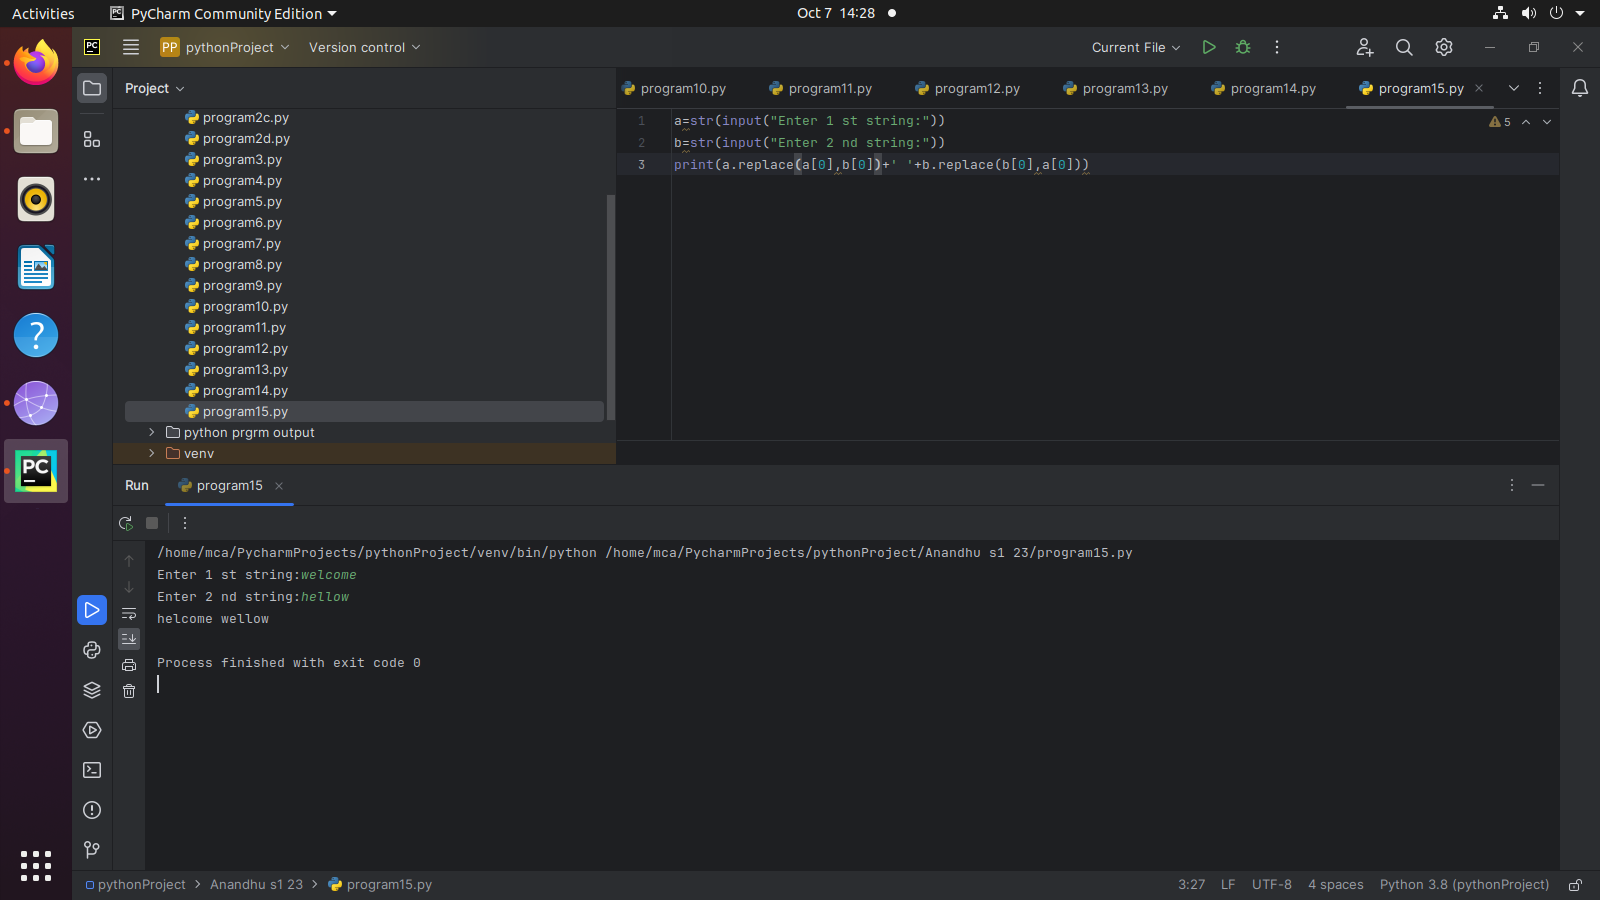 Activities
PyCharm Community Edition
Oct 7 14:28
PC
PP pythonProject
Version control
Current File
Project
program10.py
program11.py
program12.py
program13.py
program14.py
program15.py
program2c.py
program2d.py
program3.py
program4.py
program5.py
program6.py
program7.py
program8.py
program9.py
program10.py
program11.py
program12.py
program13.py
program14.py
program15.py
python prgrm output
venv
1 a=str(input("Enter 1 st string:"))
2 b=str(input("Enter 2 nd string:"))
3 print(a.replace(a[0],b[0])+' '+b.replace(b[0],a[0]))
5
PC
Run
program15
/home/mca/PycharmProjects/pythonProject/venv/bin/python /home/mca/PycharmProjects/pythonProject/Anandhu s1 23/program15.py
Enter 1 st string:welcome
Enter 2 nd string:hellow
helcome wellow
Process finished with exit code 0
pythonProject > Anandhu s1 23 > program15.py
3:27 LF UTF-8 4 spaces Python 3.8 (pythonProject)